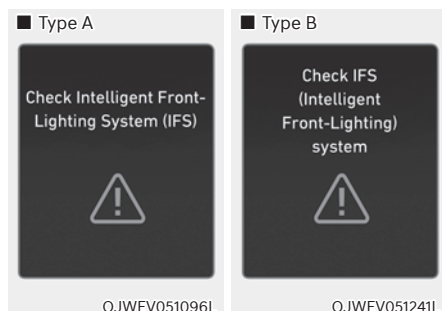 ■ Type A
Check Intelligent Front-
Lighting System (IFS)
OJWEV051096L
■ Type B
Check IFS
(Intelligent
Front-Lighting)
system
OJWEV051241L